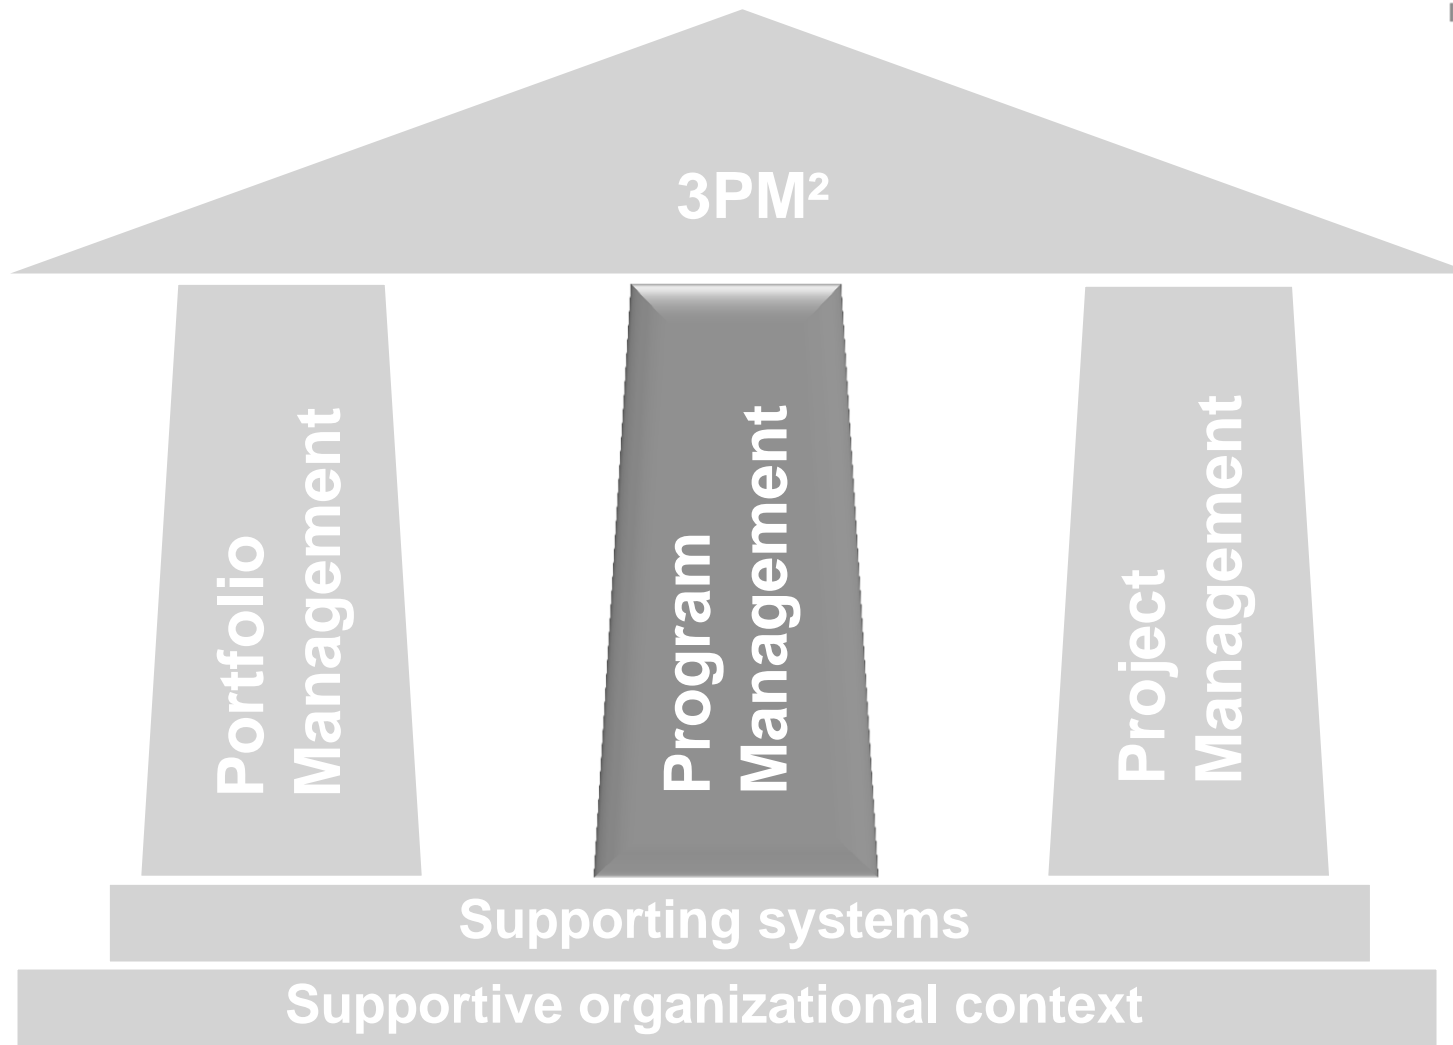 3PM²
Portfolio
Management
Program
Management
Project
Management
Supporting systems
Supportive organizational context